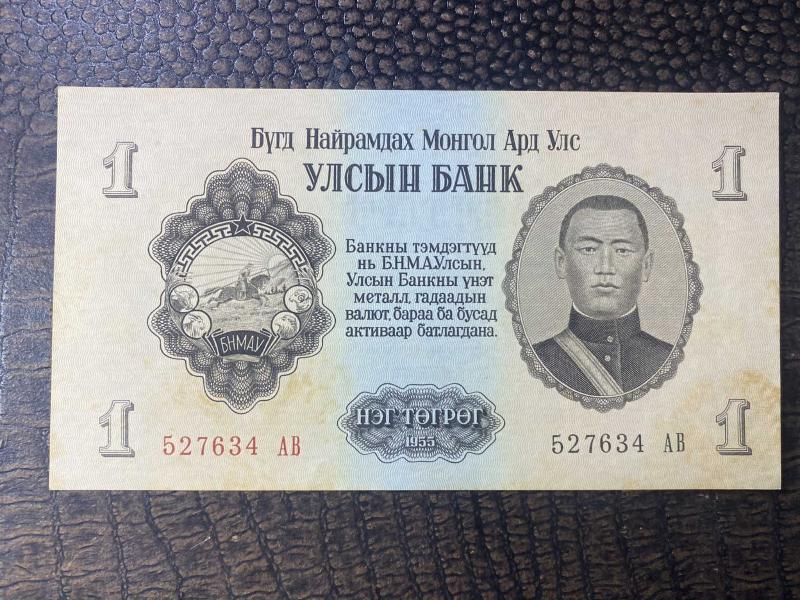 Бүгд Найрамдах Монгол Ард Улс
1
1
УЛСЫН БАНК
Банкны тэмдэгтүүд
нь Б.Н.М.А.Улсын,
Улсын Банкны үнэт
металл, гадаадын
валют, бараа ба бусад
активаар батлагдана.
БНМАУ
НЭГ ТӨГРӨГ
1955
1
1
527634 АВ
527634 АВ